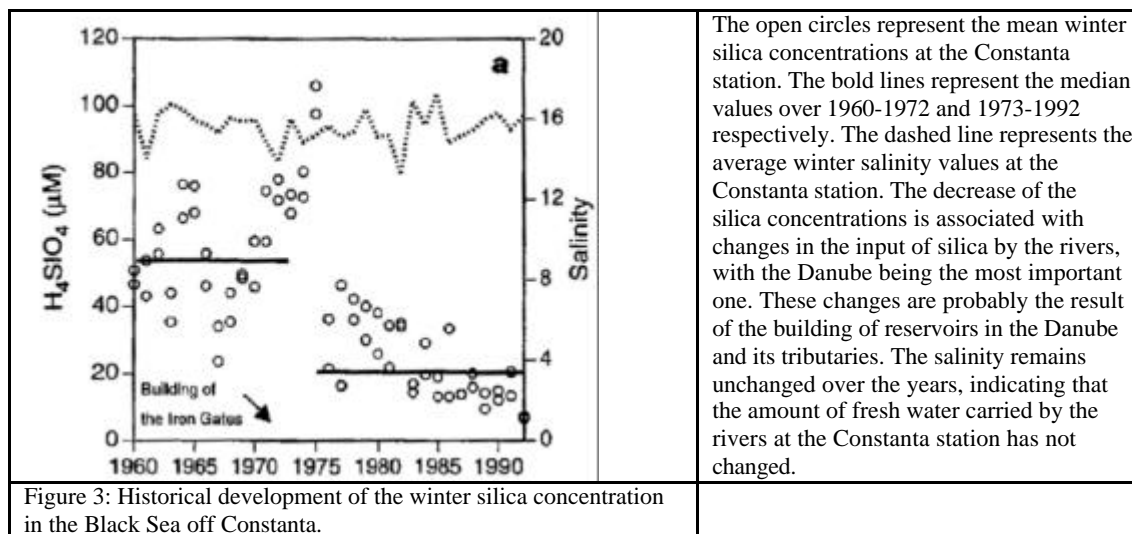 120
20
a
100
16
80
12
60
8
40
4
20
0
0
H4SIO4 (µM)
Salinity
Building of
the Iron Gates
1960 1965 1970 1975 1980 1985 1990
Figure 3: Historical development of the winter silica concentration
in the Black Sea off Constanta.
The open circles represent the mean winter
silica concentrations at the Constanta
station. The bold lines represent the median
values over 1960-1972 and 1973-1992
respectively. The dashed line represents the
average winter salinity values at the
Constanta station. The decrease of the
silica concentrations is associated with
changes in the input of silica by the rivers,
with the Danube being the most important
one. These changes are probably the result
of the building of reservoirs in the Danube
and its tributaries. The salinity remains
unchanged over the years, indicating that
the amount of fresh water carried by the
rivers at the Constanta station has not
changed.